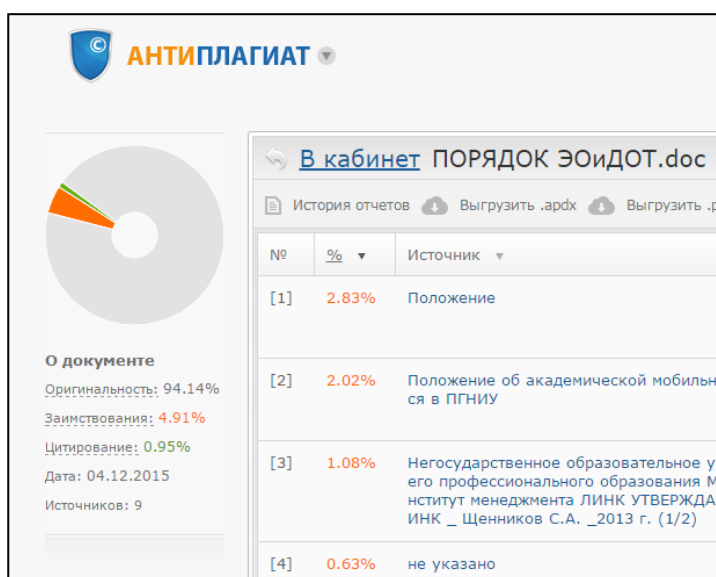 ©
АНТИПЛАГИАТ
В кабинет ПОРЯДОК ЭОиДОТ.doc
История отчетов Выгрузить .apdx Выгрузить
№ % Источник
[1] 2.83% Положение
[2] 2.02% Положение об академической мобильн
ся в ПГНИУ
[3] 1.08% Негосударственное образовательное у
его профессионального образования М
нститут менеджмента ЛИНК УТВЕРЖДА
ИНК _ Щенников С.А. _2013 г. (1/2)
[4] 0.63% не указано
О документе
Оригинальность: 94.14%
Заимствования: 4.91%
Цитирование: 0.95%
Дата: 04.12.2015
Источников: 9